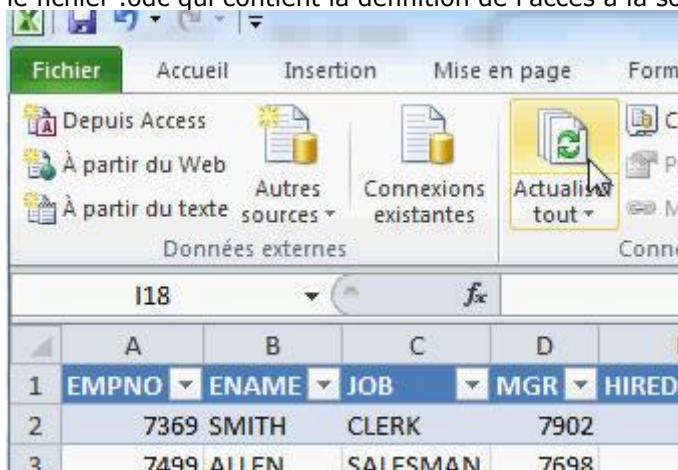 le fichier .odc qui contient la définition de l'accès à la so
Fichier Accueil Insertion Mise en page Form
Depuis Access
À partir du Web
À partir du texte
Autres
sources
Connexions
existantes
Actualiser
tout
C
P
M
Données externes
Conne
I18 fx
A B C D
1 EMPNO ENAME JOB MGR HIRED
2 7369 SMITH CLERK 7902
3 7499 ALLEN SALESMAN 7698